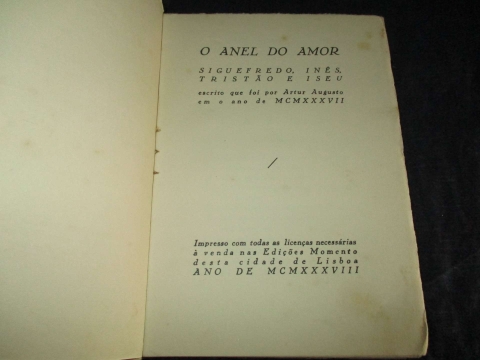 O ANEL DO AMOR
SIGUEFREDO, INÊS,
TRISTÃO E ISEU
escrito que foi por Artur Augusto
em o ano de MCMXXXVII
Impresso com todas as licenças necessárias
à venda nas Edições Momento
desta cidade de Lisboa
ANO DE MCMXXXVIII